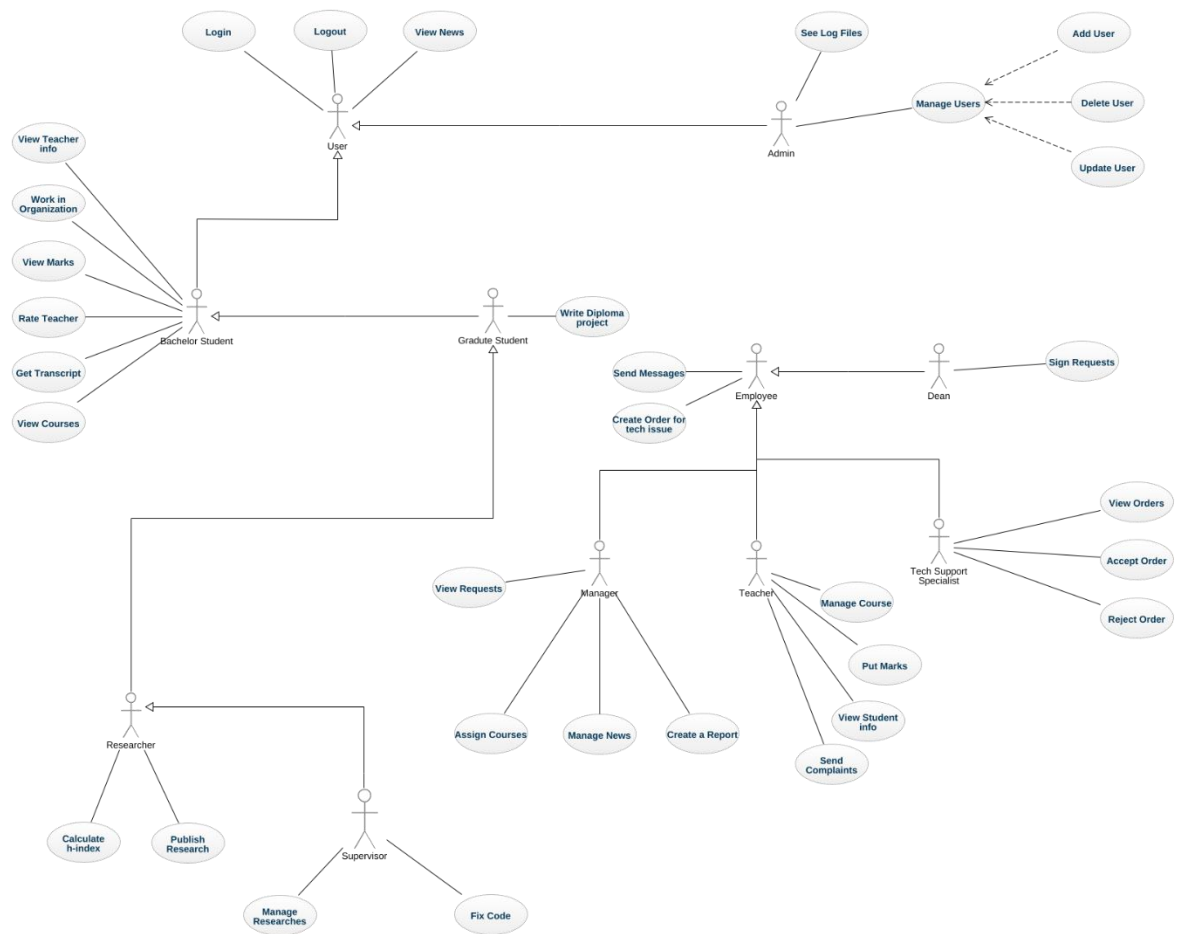 Login
Logout
View News
See Log Files
Add User
Manage Users
Delete User
Update User
User
Admin
View Teacher
info
Work in
Organization
View Marks
Rate Teacher
Get Transcript
View Courses
Bachelor Student
Gradute Student
Write Diploma
project
Send Messages
Create Order for
tech issue
Employee
Dean
Sign Requests
View Requests
Manager
Teacher
Tech Support
Specialist
View Orders
Accept Order
Reject Order
Manage Course
Put Marks
View Student
info
Send
Complaints
Assign Courses
Manage News
Create a Report
Researcher
Calculate
h-index
Publish
Research
Supervisor
Manage
Researches
Fix Code